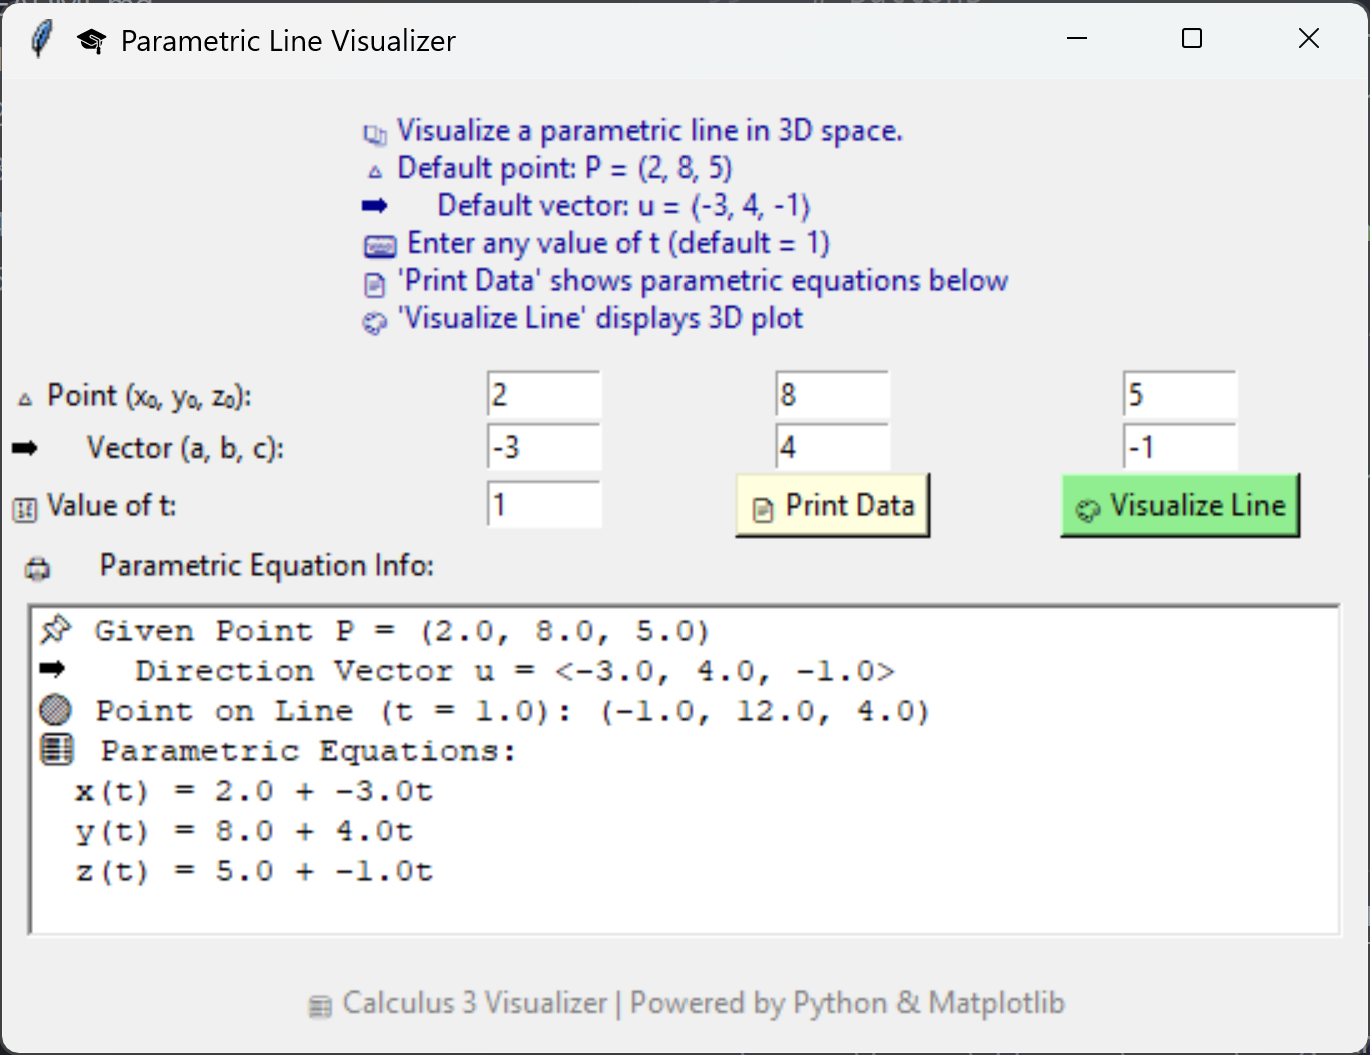 Parametric Line Visualizer
Visualize a parametric line in 3D space.
Default point: P = (2, 8, 5)
Default vector: u = (-3, 4, -1)
Enter any value of t (default = 1)
'Print Data' shows parametric equations below
'Visualize Line' displays 3D plot
Point (x₀, y₀, z₀): 2 8 5
Vector (a, b, c): -3 4 -1
Value of t: 1 Print Data Visualize Line
Parametric Equation Info:
Given Point P = (2.0, 8.0, 5.0)
Direction Vector u = <-3.0, 4.0, -1.0>
Point on Line (t = 1.0): (-1.0, 12.0, 4.0)
Parametric Equations:
x(t) = 2.0 + -3.0t
y(t) = 8.0 + 4.0t
z(t) = 5.0 + -1.0t
Calculus 3 Visualizer | Powered by Python & Matplotlib